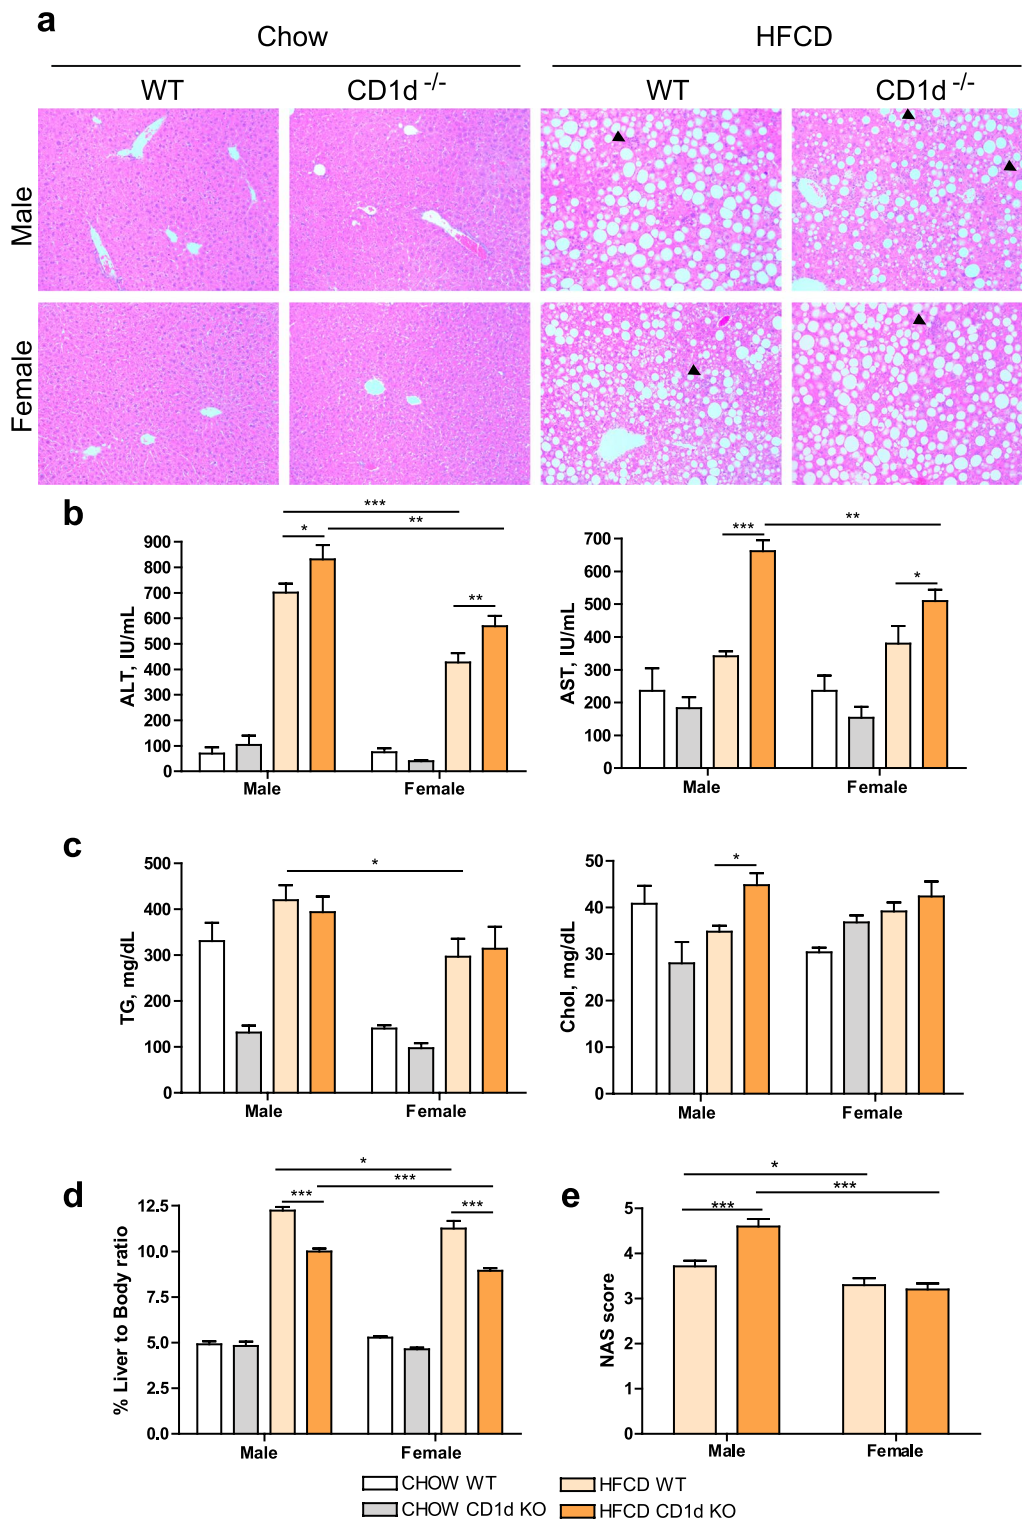 a
Chow HFCD
WT CD1d -/- WT CD1d -/-
Male
Female
b
ALT, IU/mL
900
800
700
600
500
400
300
200
100
0
*** 
**
*
**
Male Female
AST, IU/mL
700
600
500
400
300
200
100
0
***
**
*
Male Female
c
TG, mg/dL
500
400
300
200
100
0
*
Male Female
Chol, mg/dL
50
40
30
20
10
0
*
Male Female
d
% Liver to Body ratio
12.5
10.0
7.5
5.0
2.5
0.0
*
***
***
***
Male Female
e
NAS score
5
4
3
2
1
0
*
***
***
Male Female
CHOW WT HFCD WT
CHOW CD1d KO HFCD CD1d KO